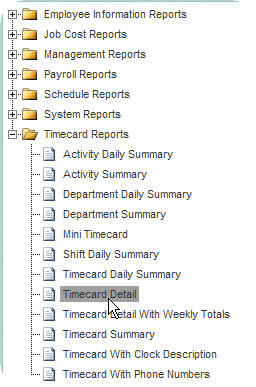 Employee Information Reports
Job Cost Reports
Management Reports
Payroll Reports
Schedule Reports
System Reports
Timecard Reports
Activity Daily Summary
Activity Summary
Department Daily Summary
Department Summary
Mini Timecard
Shift Daily Summary
Timecard Daily Summary
Timecard Detail
Timecard Detail With Weekly Totals
Timecard Summary
Timecard With Clock Description
Timecard With Phone Numbers